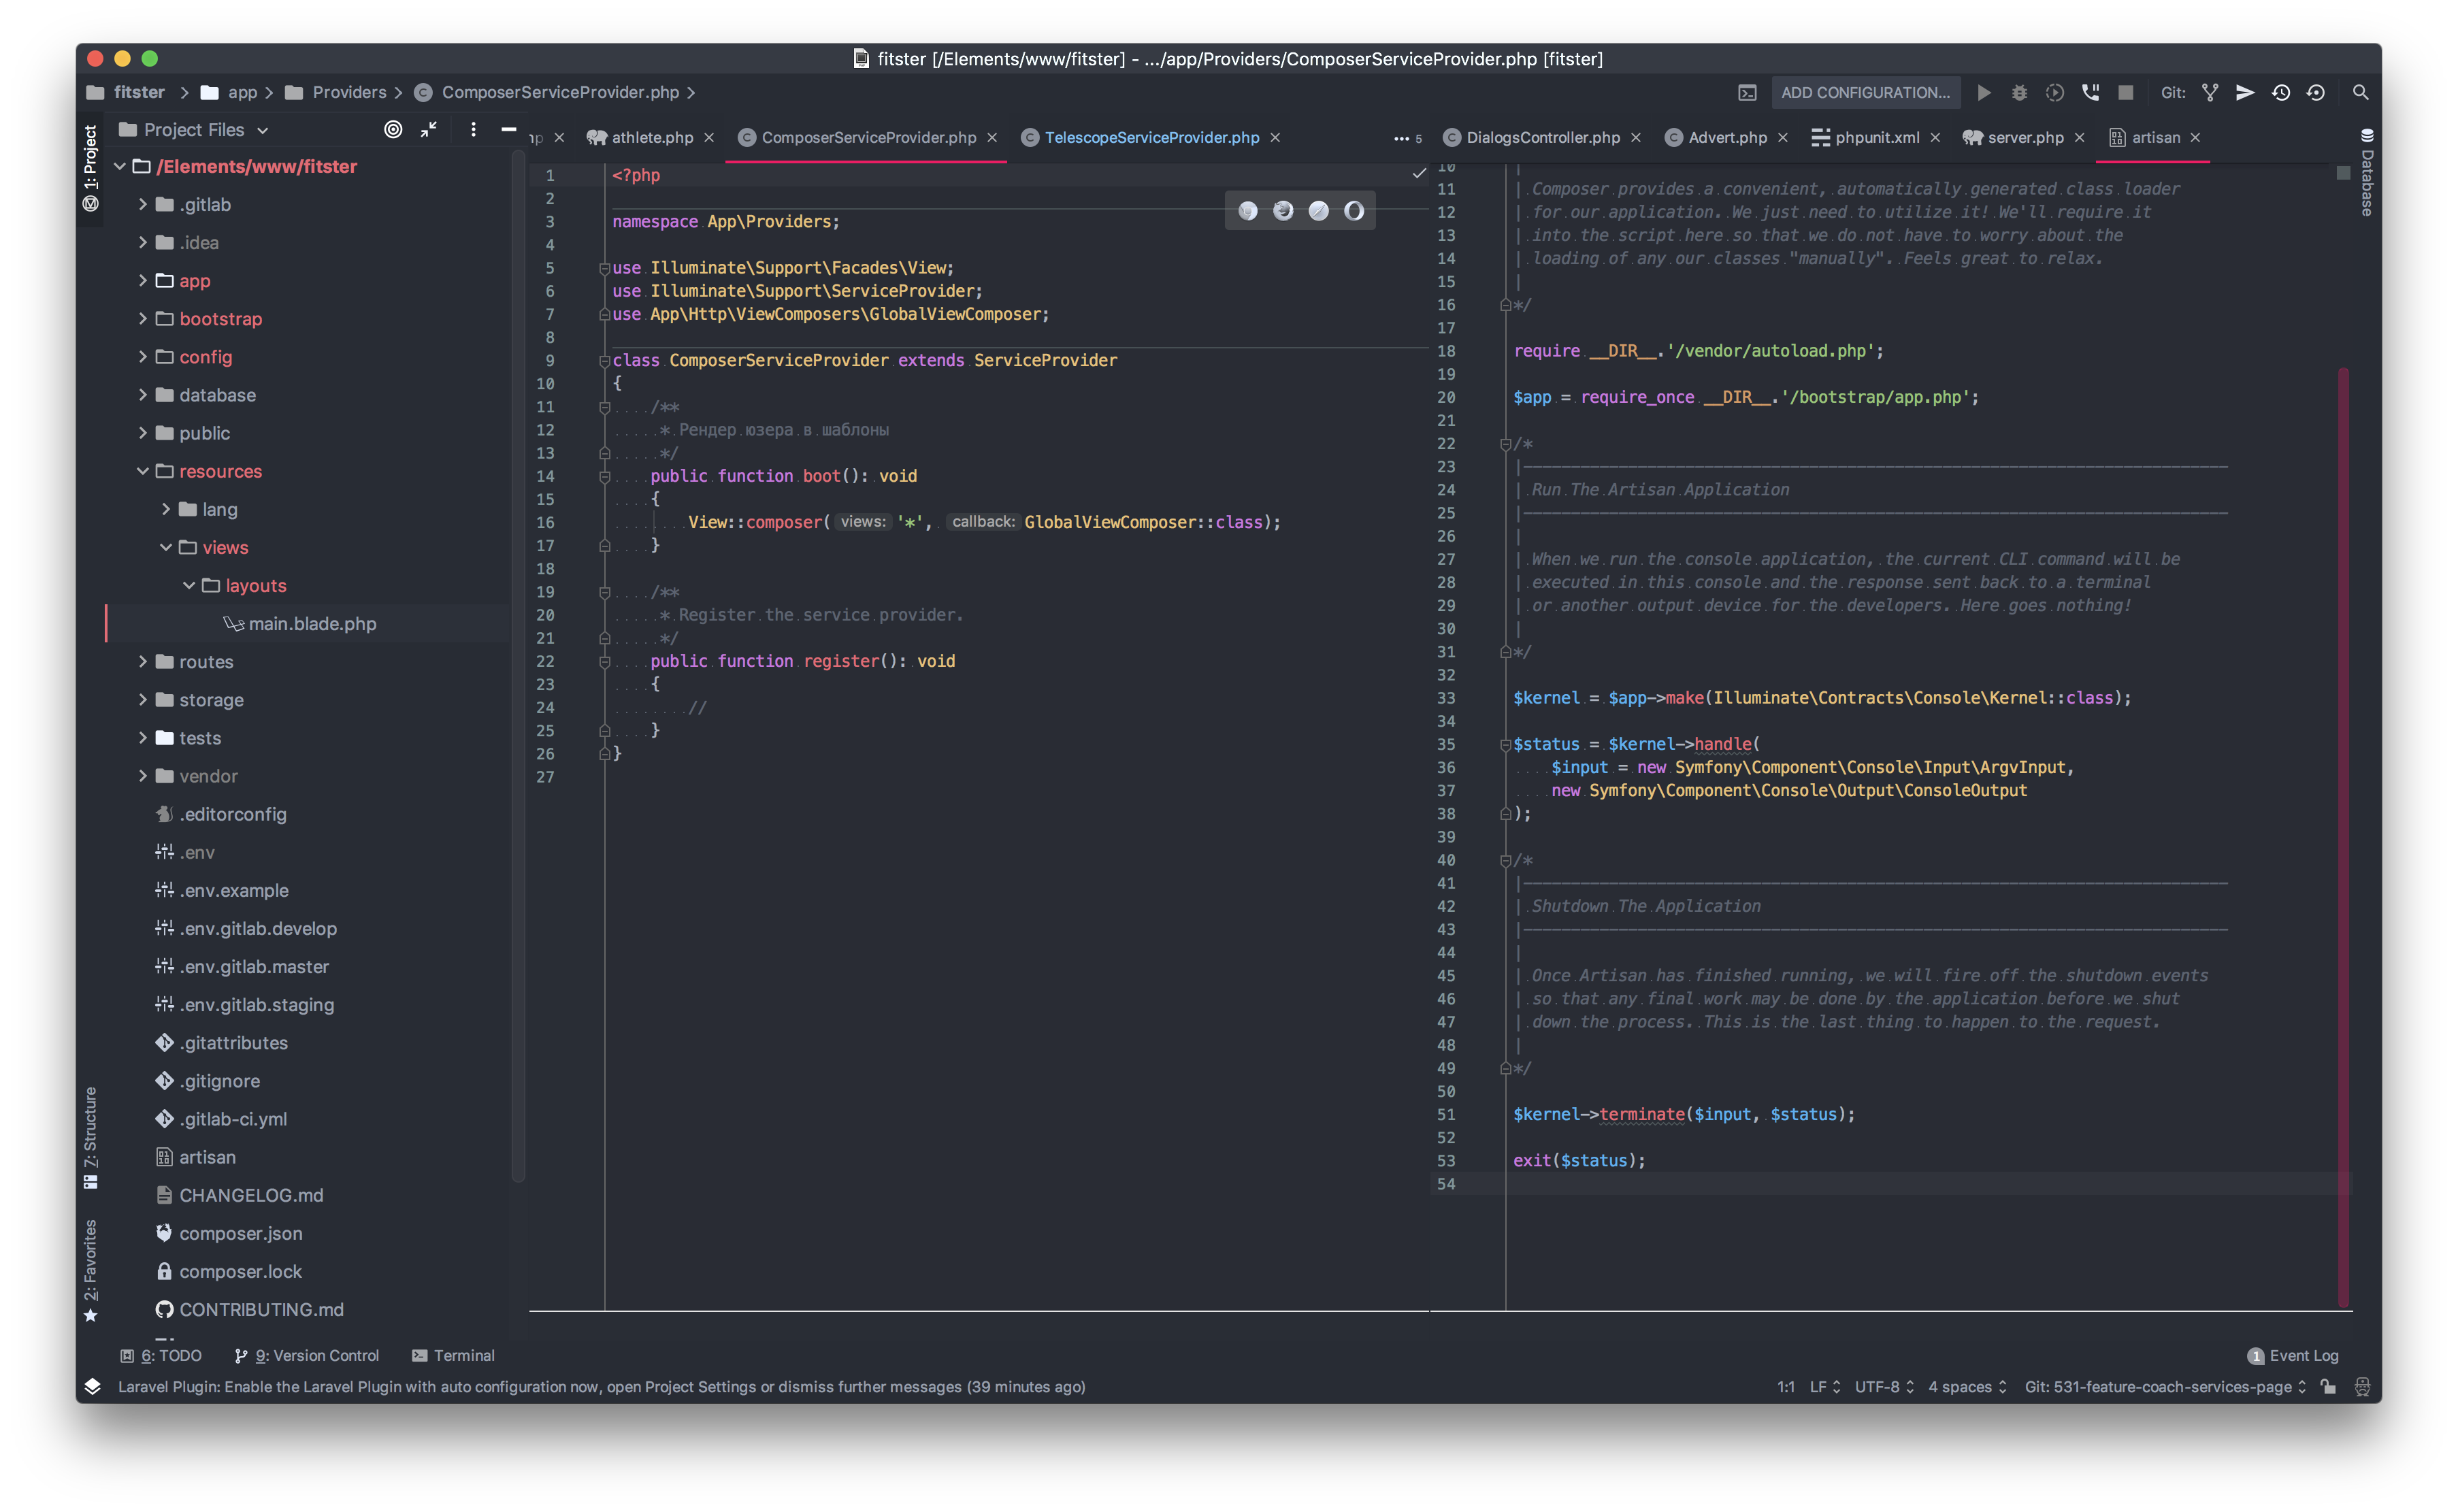 fitster [/Elements/www/fitster] - .../app/Providers/ComposerServiceProvider.php [fitster]
fitster app Providers ComposerServiceProvider.php
ADD CONFIGURATION... Git:
1: Project
Project Files
/Elements/www/fitster
.gitlab
.idea
app
bootstrap
config
database
public
resources
lang
views
layouts
main.blade.php
routes
storage
tests
vendor
.editorconfig
.env
.env.example
.env.gitlab.develop
.env.gitlab.master
.env.gitlab.staging
.gitattributes
.gitignore
.gitlab-ci.yml
artisan
CHANGELOG.md
composer.json
composer.lock
CONTRIBUTING.md
7: Structure
2: Favorites
athlete.php ComposerServiceProvider.php TelescopeServiceProvider.php 5
1 <?php
2
3 namespace App\Providers;
4
5 use Illuminate\Support\Facades\View;
6 use Illuminate\Support\ServiceProvider;
7 use App\Http\ViewComposers\GlobalViewComposer;
8
9 class ComposerServiceProvider extends ServiceProvider
10 {
11 /**
12 * Рендер юзера в шаблоны
13 */
14 public function boot(): void
15 {
16 View::composer( views: '*', callback: GlobalViewComposer::class);
17 }
18
19 /**
20 * Register the service provider.
21 */
22 public function register(): void
23 {
24 //
25 }
26 }
27
DialogsController.php Advert.php phpunit.xml server.php artisan
10 |
11 | Composer provides a convenient, automatically generated class loader
12 | for our application. We just need to utilize it! We'll require it
13 | into the script here so that we do not have to worry about the
14 | loading of any our classes "manually". Feels great to relax.
15 |
16 */
17
18 require __DIR__.'/vendor/autoload.php';
19
20 $app = require_once __DIR__.'/bootstrap/app.php';
21
22 /*
23 |--------------------------------------------------------------------------
24 | Run The Artisan Application
25 |--------------------------------------------------------------------------
26 |
27 | When we run the console application, the current CLI command will be
28 | executed in this console and the response sent back to a terminal
29 | or another output device for the developers. Here goes nothing!
30 |
31 */
32
33 $kernel = $app->make(Illuminate\Contracts\Console\Kernel::class);
34
35 $status = $kernel->handle(
36 $input = new Symfony\Component\Console\Input\ArgvInput,
37 new Symfony\Component\Console\Output\ConsoleOutput
38 );
39
40 /*
41 |--------------------------------------------------------------------------
42 | Shutdown The Application
43 |--------------------------------------------------------------------------
44 |
45 | Once Artisan has finished running, we will fire off the shutdown events
46 | so that any final work may be done by the application before we shut
47 | down the process. This is the last thing to happen to the request.
48 |
49 */
50
51 $kernel->terminate($input, $status);
52
53 exit($status);
54
Database
6: TODO 9: Version Control Terminal
1 Event Log
Laravel Plugin: Enable the Laravel Plugin with auto configuration now, open Project Settings or dismiss further messages (39 minutes ago)
1:1 LF UTF-8 4 spaces Git: 531-feature-coach-services-page